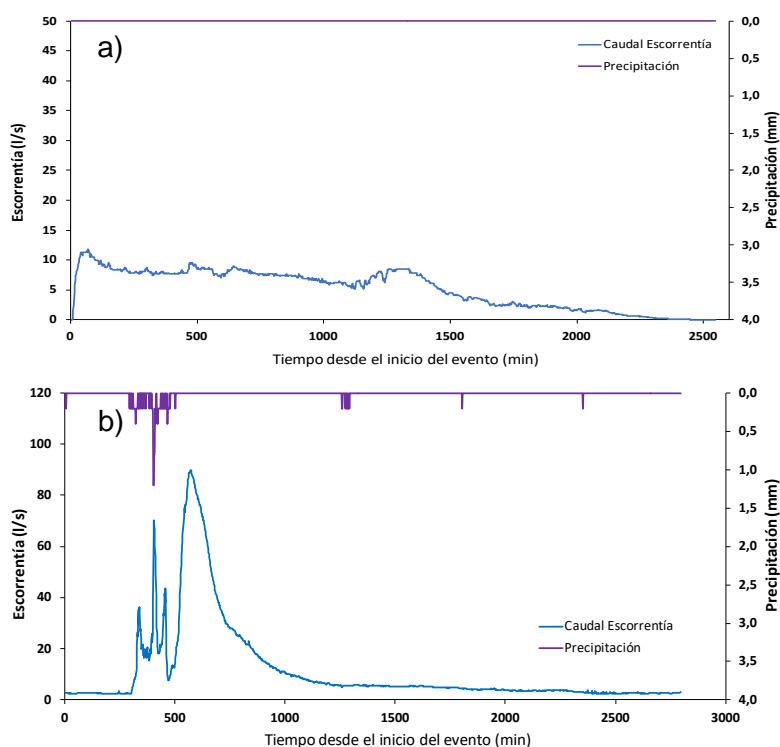 a)
50
45
40
35
30
25
20
15
10
5
0
Escorrentía (l/s)
0,0
0,5
1,0
1,5
2,0
2,5
3,0
3,5
4,0
Precipitación (mm)
Caudal Escorrentía
Precipitación
0 500 1000 1500 2000 2500
Tiempo desde el inicio del evento (min)
b)
120
100
80
60
40
20
0
Escorrentía (l/s)
0,0
0,5
1,0
1,5
2,0
2,5
3,0
3,5
4,0
Precipitación (mm)
Caudal Escorrentía
Precipitación
0 500 1000 1500 2000 2500 3000
Tiempo desde el inicio del evento (min)